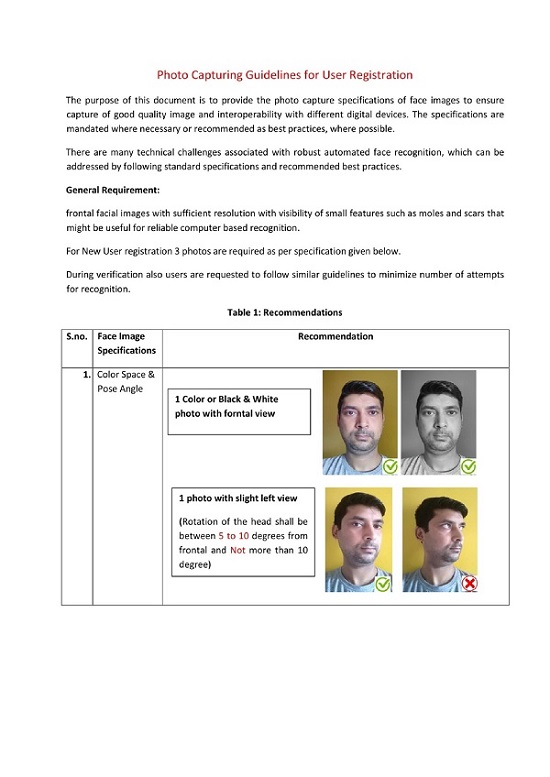 Photo Capturing Guidelines for User Registration
The purpose of this document is to provide the photo capture specifications of face images to ensure
capture of good quality image and interoperability with different digital devices. The specifications are
mandated where necessary or recommended as best practices, where possible.
There are many technical challenges associated with robust automated face recognition, which can be
addressed by following standard specifications and recommended best practices.
General Requirement:
frontal facial images with sufficient resolution with visibility of small features such as moles and scars that
might be useful for reliable computer based recognition.
For New User registration 3 photos are required as per specification given below.
During verification also users are requested to follow similar guidelines to minimize number of attempts
for recognition.
Table 1: Recommendations
S.no. Face Image Recommendation
Specifications
1. Color Space &
Pose Angle
1 Color or Black & White
photo with forntal view
1 photo with slight left view
(Rotation of the head shall be
between 5 to 10 degrees from
frontal and Not more than 10
degree)